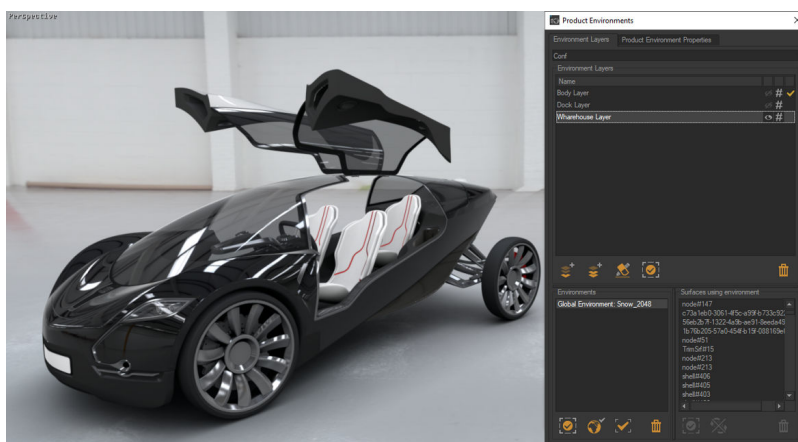 Perspective
Product Environments
Environment Layers
Product Environment Properties
Conf
Environment Layers
Name
Body Layer
Dock Layer
Wharehouse Layer
Environments
Global Environment: Snow_2048
Surfaces using environment
node#147
node#51
TrimSrf#15
node#213
node#213
shell#406
shell#405
shell#403